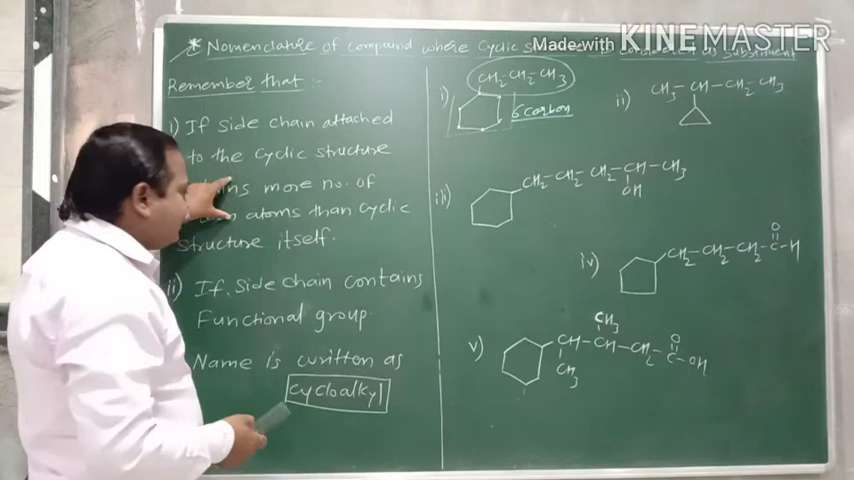 * Nomenclature of compound where cyclic
as substituent
Made with KINEMASTER
Remember that :-
i) If side chain attached
to the cyclic structure
more no. of
atoms than cyclic
structure itself.
ii) If side chain contains
Functional group.
Name is written as
cycloalkyl
i) CH2 CH2 CH3
6 carbon
ii) CH3 - CH - CH2 - CH3
iii) CH2 - CH2 - CH2 - CH - CH3
OH
iv) CH2 - CH2 - CH2 - C - H
O
v) CH - CH - CH2 - C - OH
CH3
CH3
O